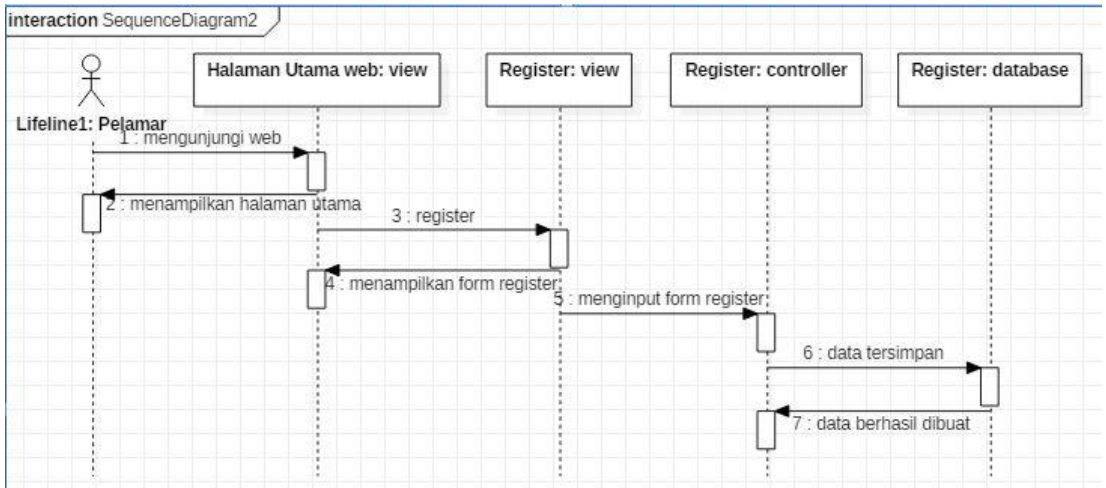 interaction SequenceDiagram2
Halaman Utama web: view
Register: view
Register: controller
Register: database
Lifeline1: Pelamar
1 : mengunjungi web
2 : menampilkan halaman utama
3 : register
4 : menampilkan form register
5 : menginput form register
6 : data tersimpan
7 : data berhasil dibuat